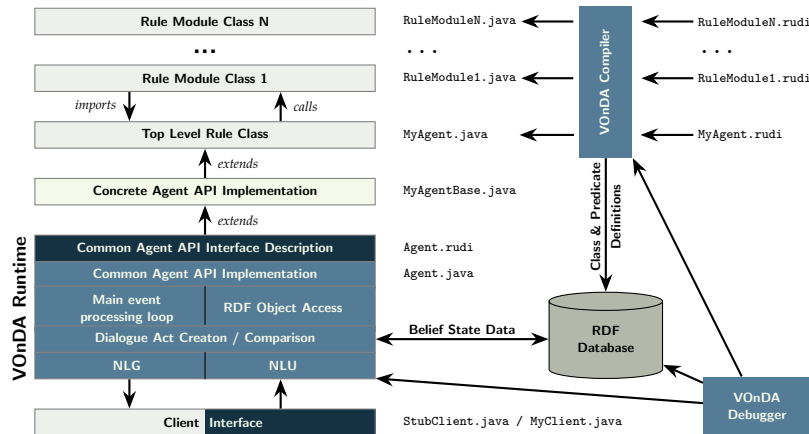 Rule Module Class N
RuleModuleN.java
RuleModuleN.rudi
...
...
...
Rule Module Class 1
RuleModule1.java
VOnDA Compiler
RuleModule1.rudi
imports
calls
Top Level Rule Class
MyAgent.java
MyAgent.rudi
extends
Concrete Agent API Implementation
MyAgentBase.java
extends
Class & Predicate
Definitions
VOnDA Runtime
Common Agent API Interface Description
Agent.rudi
Common Agent API Implementation
Agent.java
Main event
processing loop
RDF Object Access
Dialogue Act Creaton / Comparison
Belief State Data
RDF
Database
NLG
NLU
VOnDA
Debugger
Client Interface
StubClient.java / MyClient.java